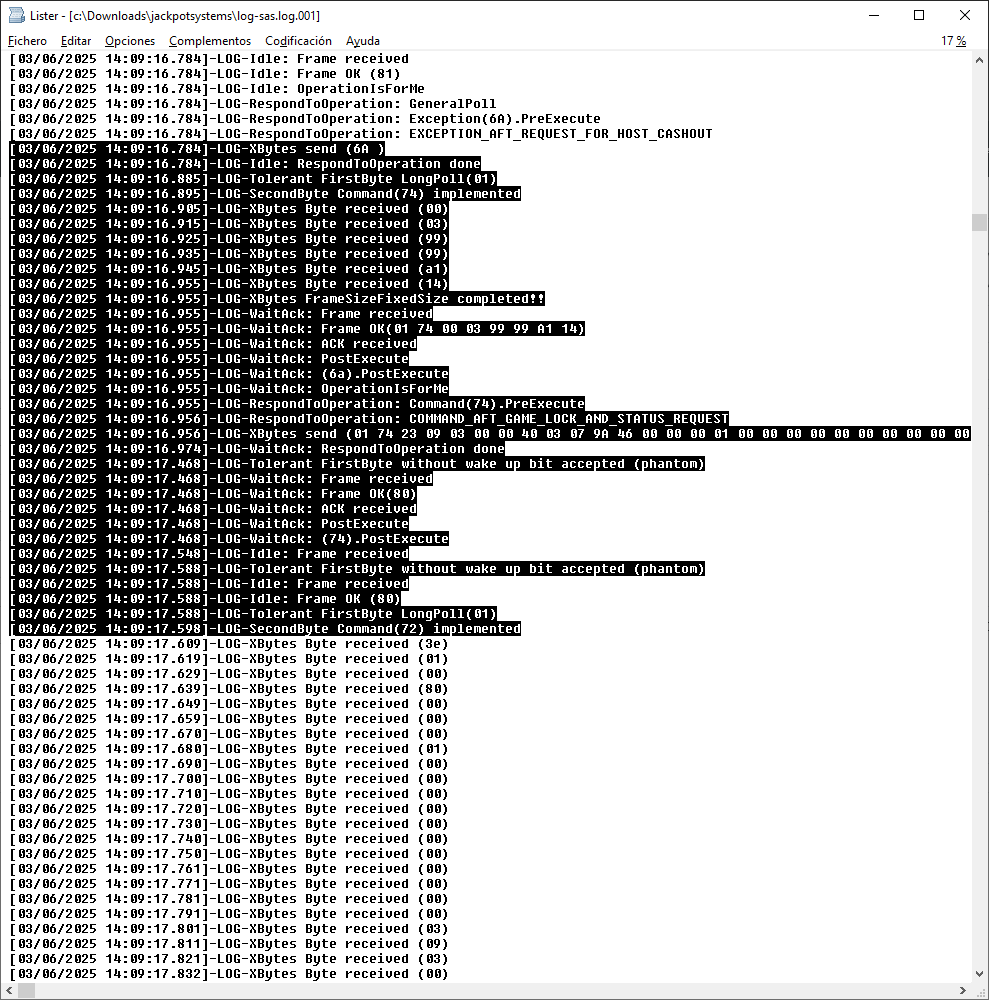 Lister - [c:\Downloads\jackpotsystems\log-sas.log.001]
Fichero Editar Opciones Complementos Codificación Ayuda 17 %
[03/06/2025 14:09:16.784]-LOG-Idle: Frame received
[03/06/2025 14:09:16.784]-LOG-Idle: Frame OK (81)
[03/06/2025 14:09:16.784]-LOG-Idle: OperationIsForMe
[03/06/2025 14:09:16.784]-LOG-RespondToOperation: GeneralPoll
[03/06/2025 14:09:16.784]-LOG-RespondToOperation: Exception(6A).PreExecute
[03/06/2025 14:09:16.784]-LOG-RespondToOperation: EXCEPTION_AFT_REQUEST_FOR_HOST_CASHOUT
[03/06/2025 14:09:16.784]-LOG-XBytes send (6A )
[03/06/2025 14:09:16.784]-LOG-Idle: RespondToOperation done
[03/06/2025 14:09:16.885]-LOG-Tolerant FirstByte LongPoll(01)
[03/06/2025 14:09:16.895]-LOG-SecondByte Command(74) implemented
[03/06/2025 14:09:16.905]-LOG-XBytes Byte received (00)
[03/06/2025 14:09:16.915]-LOG-XBytes Byte received (03)
[03/06/2025 14:09:16.925]-LOG-XBytes Byte received (99)
[03/06/2025 14:09:16.935]-LOG-XBytes Byte received (99)
[03/06/2025 14:09:16.945]-LOG-XBytes Byte received (a1)
[03/06/2025 14:09:16.955]-LOG-XBytes Byte received (14)
[03/06/2025 14:09:16.955]-LOG-XBytes FrameSizeFixedSize completed!!
[03/06/2025 14:09:16.955]-LOG-WaitAck: Frame received
[03/06/2025 14:09:16.955]-LOG-WaitAck: Frame OK(01 74 00 03 99 99 A1 14)
[03/06/2025 14:09:16.955]-LOG-WaitAck: ACK received
[03/06/2025 14:09:16.955]-LOG-WaitAck: PostExecute
[03/06/2025 14:09:16.955]-LOG-WaitAck: (6a).PostExecute
[03/06/2025 14:09:16.955]-LOG-WaitAck: OperationIsForMe
[03/06/2025 14:09:16.955]-LOG-RespondToOperation: Command(74).PreExecute
[03/06/2025 14:09:16.956]-LOG-RespondToOperation: COMMAND_AFT_GAME_LOCK_AND_STATUS_REQUEST
[03/06/2025 14:09:16.956]-LOG-XBytes send (01 74 23 09 03 00 00 40 03 07 9A 46 00 00 00 01 00 00 00 00 00 00 00 00 00 00
[03/06/2025 14:09:16.974]-LOG-WaitAck: RespondToOperation done
[03/06/2025 14:09:17.468]-LOG-Tolerant FirstByte without wake up bit accepted (phantom)
[03/06/2025 14:09:17.468]-LOG-WaitAck: Frame received
[03/06/2025 14:09:17.468]-LOG-WaitAck: Frame OK(80)
[03/06/2025 14:09:17.468]-LOG-WaitAck: ACK received
[03/06/2025 14:09:17.468]-LOG-WaitAck: PostExecute
[03/06/2025 14:09:17.468]-LOG-WaitAck: (74).PostExecute
[03/06/2025 14:09:17.548]-LOG-Idle: Frame received
[03/06/2025 14:09:17.588]-LOG-Tolerant FirstByte without wake up bit accepted (phantom)
[03/06/2025 14:09:17.588]-LOG-Idle: Frame received
[03/06/2025 14:09:17.588]-LOG-Idle: Frame OK (80)
[03/06/2025 14:09:17.588]-LOG-Tolerant FirstByte LongPoll(01)
[03/06/2025 14:09:17.598]-LOG-SecondByte Command(72) implemented
[03/06/2025 14:09:17.609]-LOG-XBytes Byte received (3e)
[03/06/2025 14:09:17.619]-LOG-XBytes Byte received (01)
[03/06/2025 14:09:17.629]-LOG-XBytes Byte received (00)
[03/06/2025 14:09:17.639]-LOG-XBytes Byte received (80)
[03/06/2025 14:09:17.649]-LOG-XBytes Byte received (00)
[03/06/2025 14:09:17.659]-LOG-XBytes Byte received (00)
[03/06/2025 14:09:17.670]-LOG-XBytes Byte received (00)
[03/06/2025 14:09:17.680]-LOG-XBytes Byte received (01)
[03/06/2025 14:09:17.690]-LOG-XBytes Byte received (00)
[03/06/2025 14:09:17.700]-LOG-XBytes Byte received (00)
[03/06/2025 14:09:17.710]-LOG-XBytes Byte received (00)
[03/06/2025 14:09:17.720]-LOG-XBytes Byte received (00)
[03/06/2025 14:09:17.730]-LOG-XBytes Byte received (00)
[03/06/2025 14:09:17.740]-LOG-XBytes Byte received (00)
[03/06/2025 14:09:17.750]-LOG-XBytes Byte received (00)
[03/06/2025 14:09:17.761]-LOG-XBytes Byte received (00)
[03/06/2025 14:09:17.771]-LOG-XBytes Byte received (00)
[03/06/2025 14:09:17.781]-LOG-XBytes Byte received (00)
[03/06/2025 14:09:17.791]-LOG-XBytes Byte received (00)
[03/06/2025 14:09:17.801]-LOG-XBytes Byte received (03)
[03/06/2025 14:09:17.811]-LOG-XBytes Byte received (09)
[03/06/2025 14:09:17.821]-LOG-XBytes Byte received (03)
[03/06/2025 14:09:17.832]-LOG-XBytes Byte received (00)